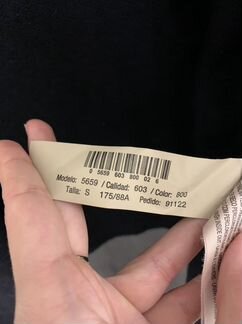 0 5659 603 800 02 6
Modelo: 5659 / Calidad: 603 / Color: 800
Talla: S 175/88A Pedido: 91122